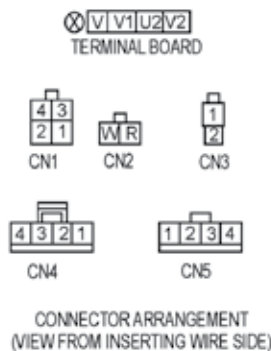 V V1 U2 V2
TERMINAL BOARD
4 3
2 1
CN1
W R
CN2
1
2
CN3
4 3 2 1
CN4
1 2 3 4
CN5
CONNECTOR ARRANGEMENT
(VIEW FROM INSERTING WIRE SIDE)